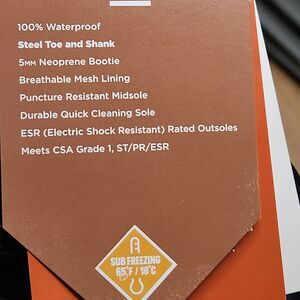 100% Waterproof
Steel Toe and Shank
5MM Neoprene Bootie
Breathable Mesh Lining
Puncture Resistant Midsole
Durable Quick Cleaning Sole
ESR (Electric Shock Resistant) Rated Outsoles
Meets CSA Grade 1, ST/PR/ESR
SUB FREEZING
65°F / 18°C